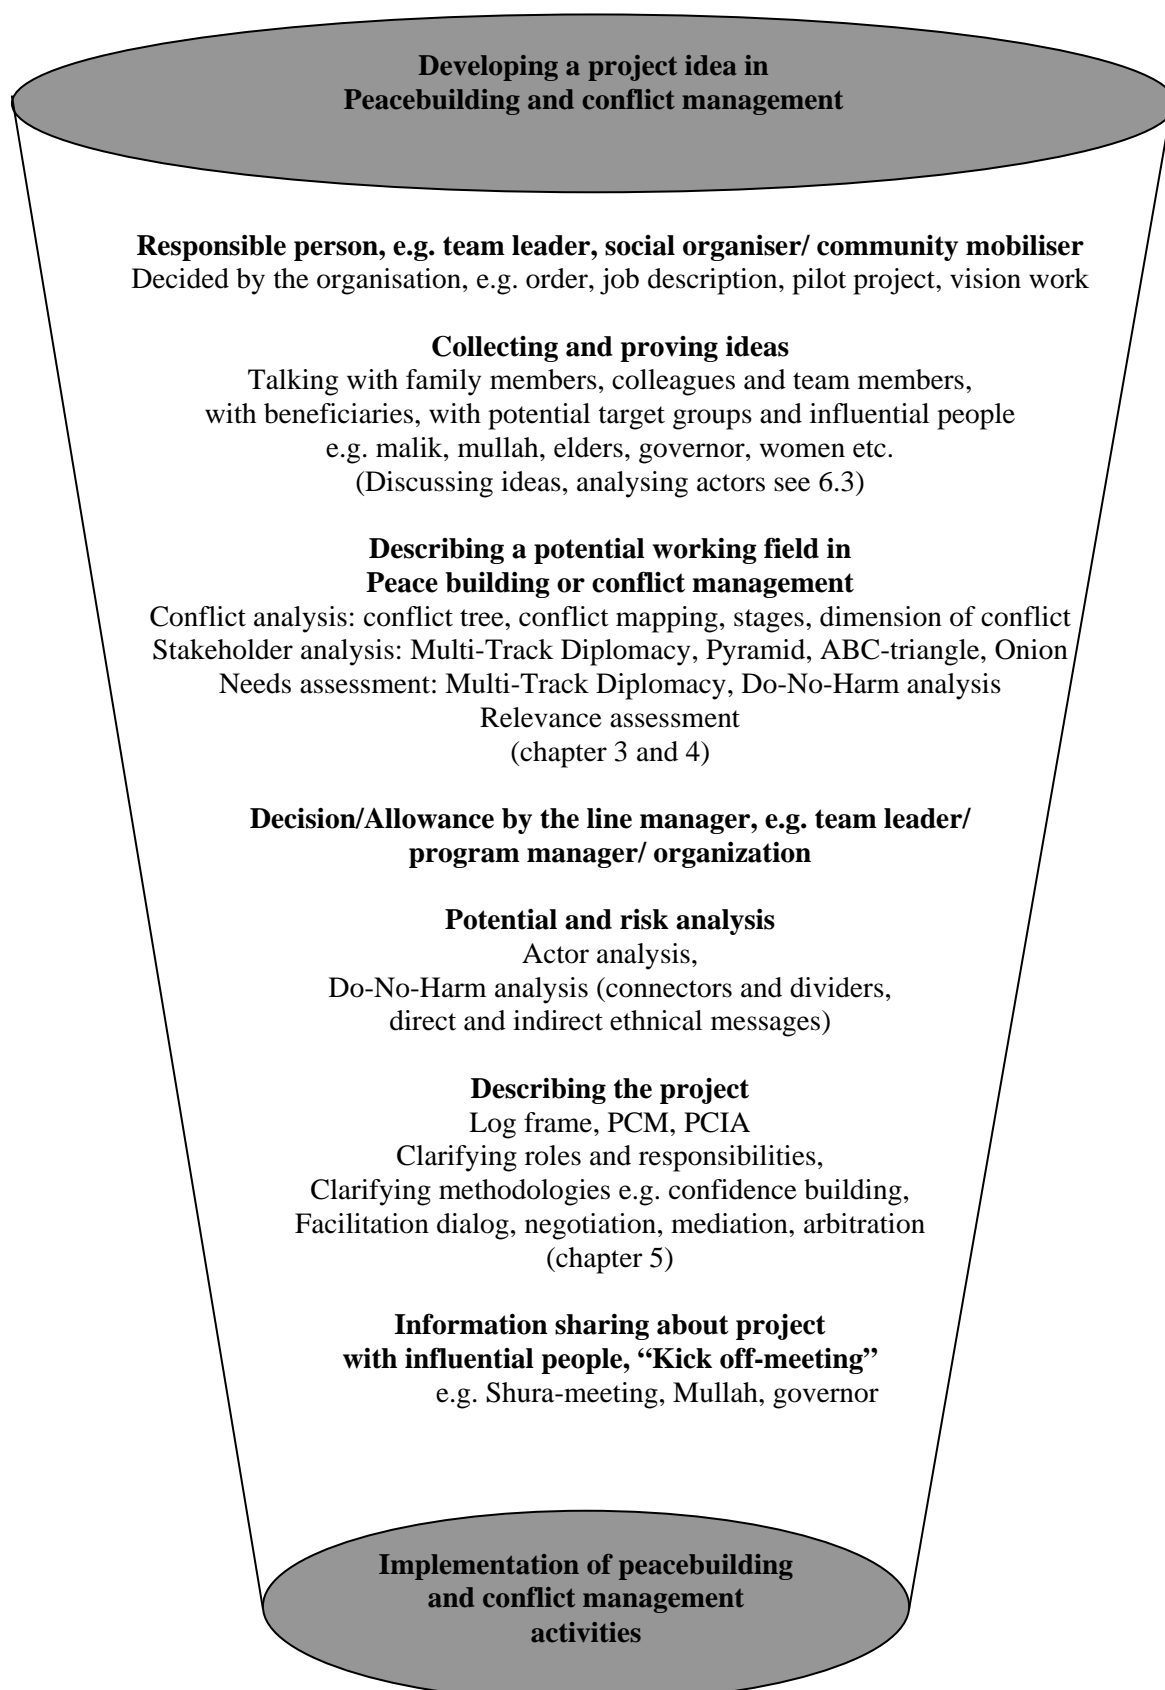 Developing a project idea in
Peacebuilding and conflict management
Responsible person, e.g. team leader, social organiser/ community mobiliser
Decided by the organisation, e.g. order, job description, pilot project, vision work
Collecting and proving ideas
Talking with family members, colleagues and team members,
with beneficiaries, with potential target groups and influential people
e.g. malik, mullah, elders, governor, women etc.
(Discussing ideas, analysing actors see 6.3)
Describing a potential working field in
Peace building or conflict management
Conflict analysis: conflict tree, conflict mapping, stages, dimension of conflict
Stakeholder analysis: Multi-Track Diplomacy, Pyramid, ABC-triangle, Onion
Needs assessment: Multi-Track Diplomacy, Do-No-Harm analysis
Relevance assessment
(chapter 3 and 4)
Decision/Allowance by the line manager, e.g. team leader/
program manager/ organization
Potential and risk analysis
Actor analysis,
Do-No-Harm analysis (connectors and dividers,
direct and indirect ethnical messages)
Describing the project
Log frame, PCM, PCIA
Clarifying roles and responsibilities,
Clarifying methodologies e.g. confidence building,
Facilitation dialog, negotiation, mediation, arbitration
(chapter 5)
Information sharing about project
with influential people, “Kick off-meeting”
e.g. Shura-meeting, Mullah, governor
Implementation of peacebuilding
and conflict management
activities